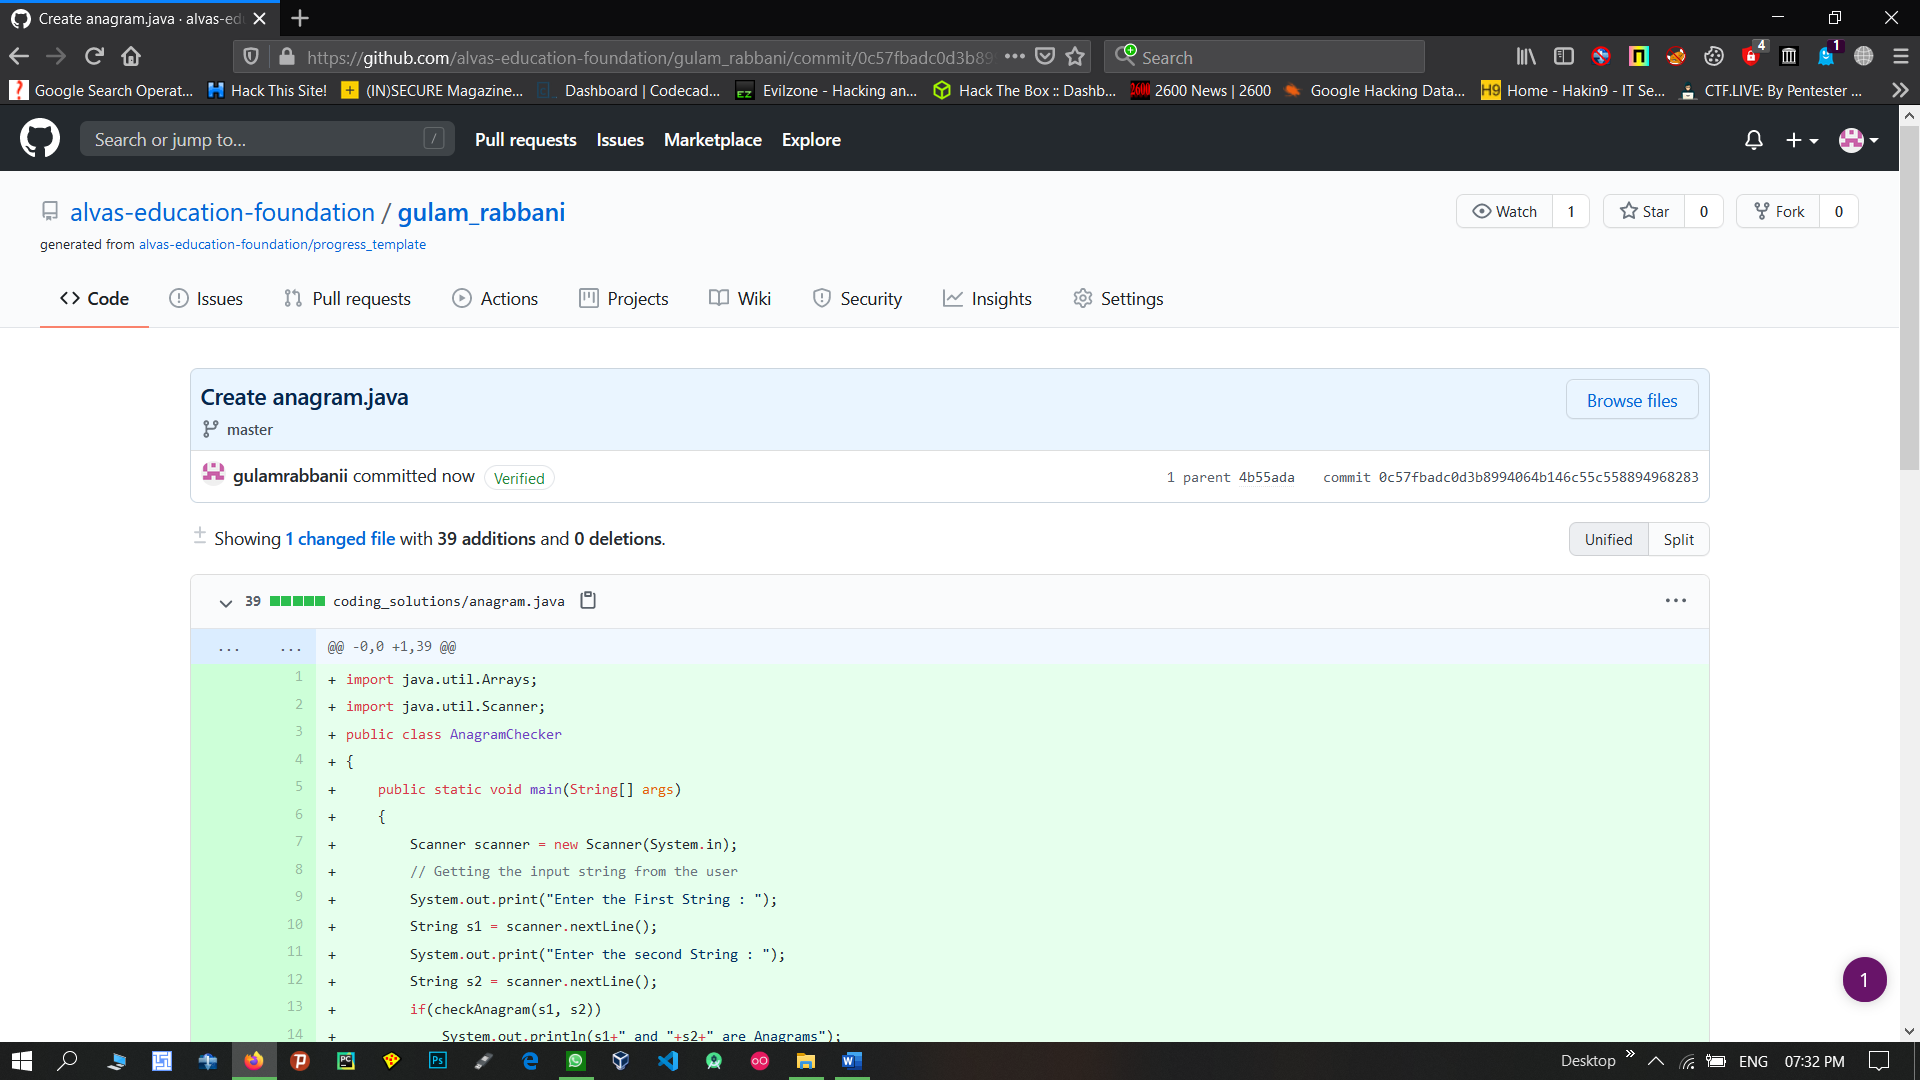 Create anagram.java · alvas-ed
https://github.com/alvas-education-foundation/gulam_rabbani/commit/0c57fbadc0d3b89
Search
4
1
Google Search Operat...
Hack This Site!
(IN)SECURE Magazine...
Dashboard | Codecad...
Evilzone - Hacking an...
Hack The Box :: Dashb...
2600 News | 2600
Google Hacking Data...
Home - Hakin9 - IT Se...
CTF.LIVE: By Pentester ...
Search or jump to...
/
Pull requests
Issues
Marketplace
Explore
alvas-education-foundation / gulam_rabbani
Watch 1
Star 0
Fork 0
generated from alvas-education-foundation/progress_template
Code
Issues
Pull requests
Actions
Projects
Wiki
Security
Insights
Settings
Create anagram.java
Browse files
master
gulamrabbanii committed now
Verified
1 parent 4b55ada
commit 0c57fbadc0d3b8994064b146c55c558894968283
Showing 1 changed file with 39 additions and 0 deletions.
Unified
Split
39 coding_solutions/anagram.java
... ... @@ -0,0 +1,39 @@
1 + import java.util.Arrays;
2 + import java.util.Scanner;
3 + public class AnagramChecker
4 + {
5 + public static void main(String[] args)
6 + {
7 + Scanner scanner = new Scanner(System.in);
8 + // Getting the input string from the user
9 + System.out.print("Enter the First String : ");
10 + String s1 = scanner.nextLine();
11 + System.out.print("Enter the second String : ");
12 + String s2 = scanner.nextLine();
13 + if(checkAnagram(s1, s2))
14 + System.out.println(s1+" and "+s2+" are Anagrams");
1
Desktop
ENG
07:32 PM